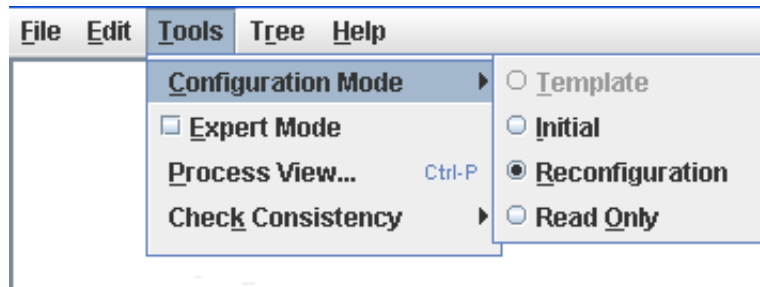 File Edit Tools Tree Help
Configuration Mode
Expert Mode
Process View... Ctrl-P
Check Consistency
Template
Initial
Reconfiguration
Read Only